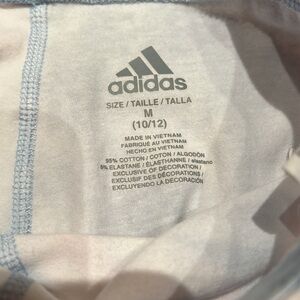 adidas
SIZE / TAILLE / TALLA
M
(10/12)
MADE IN VIETNAM
FABRIQUÉ AU VIETNAM
HECHO EN VIETNAM
95% COTTON / COTON / ALGODÓN
5% ELASTANE / ÉLASTHANNE / elastano
EXCLUSIVE OF DECORATION /
EXCLUSIF DES DÉCORATIONS /
EXCLUYENDO LA DECORACIÓN